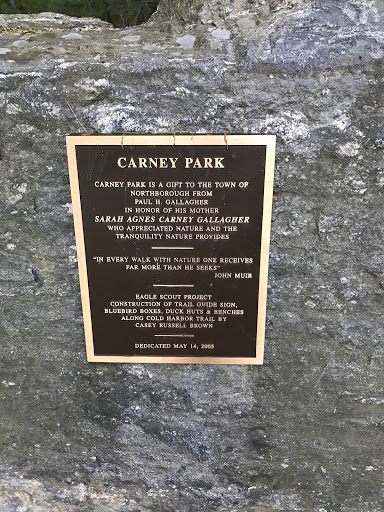 CARNEY PARK
CARNEY PARK IS A GIFT TO THE TOWN OF
NORTHBOROUGH FROM
PAUL H. GALLAGHER
IN HONOR OF HIS MOTHER
SARAH AGNES CARNEY GALLAGHER
WHO APPRECIATED NATURE AND THE
TRANQUILITY NATURE PROVIDES
"IN EVERY WALK WITH NATURE ONE RECEIVES
FAR MORE THAN HE SEEKS"
JOHN MUIR
EAGLE SCOUT PROJECT
CONSTRUCTION OF TRAIL GUIDE SIGN,
BLUEBIRD BOXES, DUCK HUTS & BENCHES
ALONG COLD HARBOR TRAIL BY
CASEY RUSSELL BROWN
DEDICATED MAY 14, 2005